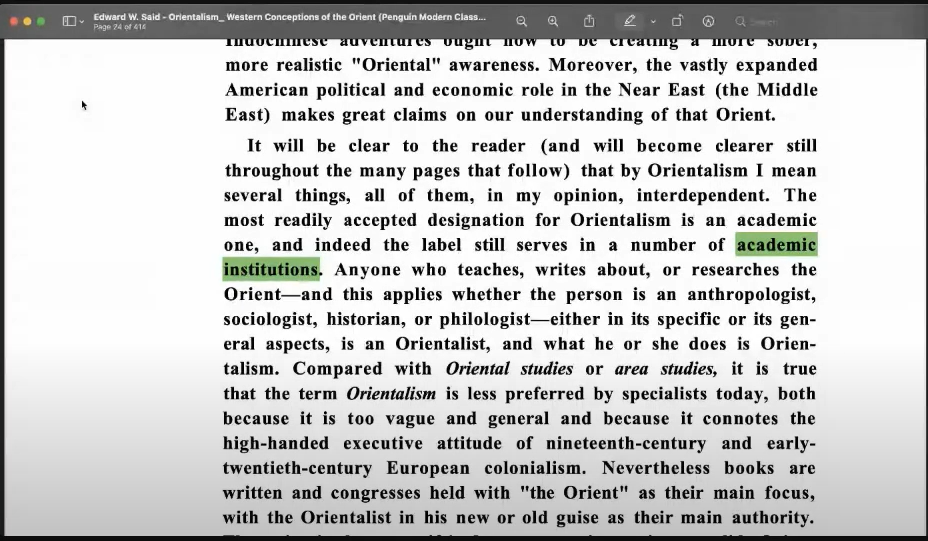 Edward W. Said - Orientalism_ Western Conceptions of the Orient (Penguin Modern Class...
Page 24 of 414
Search
Indochinese adventures ought now to be creating a more sober,
more realistic "Oriental" awareness. Moreover, the vastly expanded
American political and economic role in the Near East (the Middle
East) makes great claims on our understanding of that Orient.
It will be clear to the reader (and will become clearer still
throughout the many pages that follow) that by Orientalism I mean
several things, all of them, in my opinion, interdependent. The
most readily accepted designation for Orientalism is an academic
one, and indeed the label still serves in a number of academic
institutions. Anyone who teaches, writes about, or researches the
Orient—and this applies whether the person is an anthropologist,
sociologist, historian, or philologist—either in its specific or its gen-
eral aspects, is an Orientalist, and what he or she does is Orien-
talism. Compared with Oriental studies or area studies, it is true
that the term Orientalism is less preferred by specialists today, both
because it is too vague and general and because it connotes the
high-handed executive attitude of nineteenth-century and early-
twentieth-century European colonialism. Nevertheless books are
written and congresses held with "the Orient" as their main focus,
with the Orientalist in his new or old guise as their main authority.